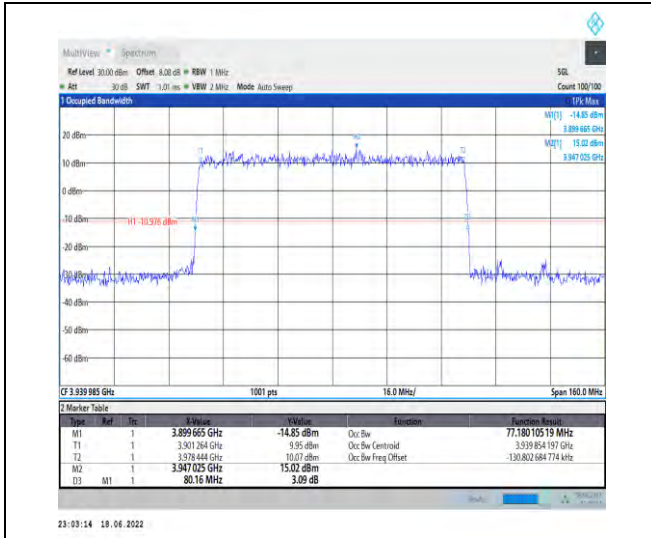 MultiView Spectrum
Ref Level 30.00 dBm Offset 8.08 dB RBW 1 MHz SGL
Att 30 dB SWT 1.01 ms VBW 2 MHz Mode Auto Sweep Count 100/100
1 Occupied Bandwidth 1Pk Max
M1[1] -14.85 dBm
3.899 665 GHz
M2[1] 15.02 dBm
3.947 025 GHz
20 dBm
T1
M2
T2
10 dBm
0 dBm
-10 dBm
H1 -10.976 dBm
M1
-20 dBm
-30 dBm
-40 dBm
-50 dBm
-60 dBm
CF 3.939 985 GHz 1001 pts 16.0 MHz/ Span 160.0 MHz
2 Marker Table
Type Ref Trc X-Value Y-Value Function Function Result
M1 1 3.899 665 GHz -14.85 dBm Occ Bw 77.180 105 19 MHz
T1 1 3.901 264 GHz 9.95 dBm Occ Bw Centroid 3.939 854 197 GHz
T2 1 3.978 444 GHz 10.07 dBm Occ Bw Freq Offset -130.802 684 774 kHz
M2 1 3.947 025 GHz 15.02 dBm
D3 M1 1 80.16 MHz 3.09 dB
23:03:14 18.06.2022